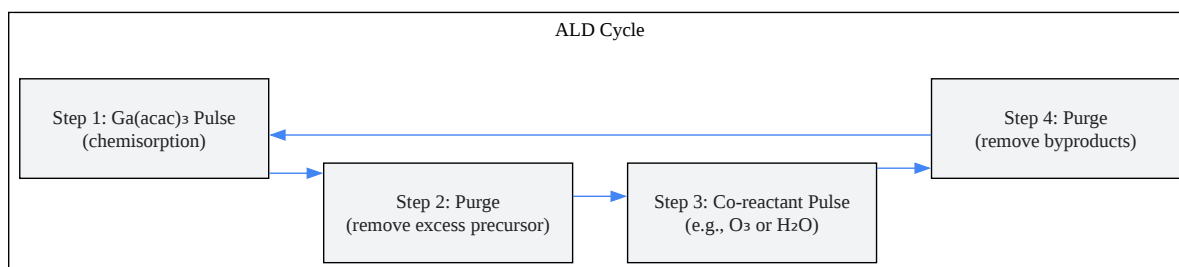 ALD Cycle
Step 1: Ga(acac)₃ Pulse
(chemisorption)
Step 2: Purge
(remove excess precursor)
Step 3: Co-reactant Pulse
(e.g., O₃ or H₂O)
Step 4: Purge
(remove byproducts)